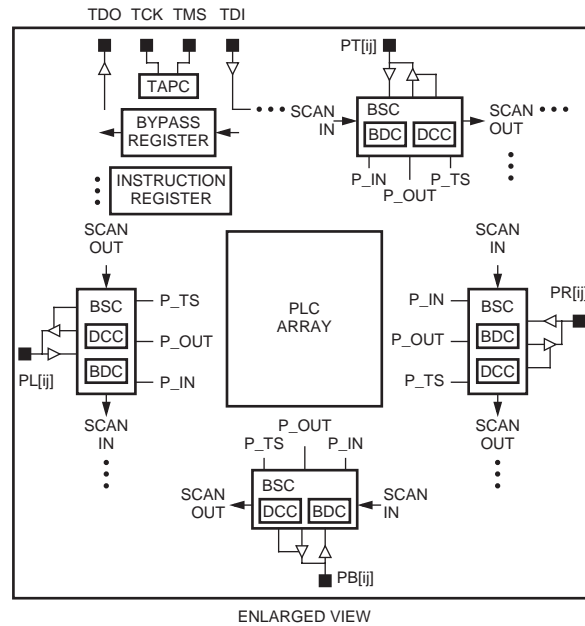 TDO TCK TMS TDI
PT[ij]
TAPC
BYPASS
REGISTER
INSTRUCTION
REGISTER
SCAN
IN
BSC
BDC DCC
SCAN
OUT
P_IN
P_OUT
P_TS
SCAN
OUT
BSC
DCC
BDC
P_TS
P_OUT
P_IN
PL[ij]
SCAN
IN
PLC
ARRAY
SCAN
IN
P_IN
P_OUT
P_TS
BSC
BDC
DCC
PR[ij]
SCAN
OUT
P_OUT
P_TS
P_IN
SCAN
OUT
BSC
DCC BDC
SCAN
IN
PB[ij]
ENLARGED VIEW